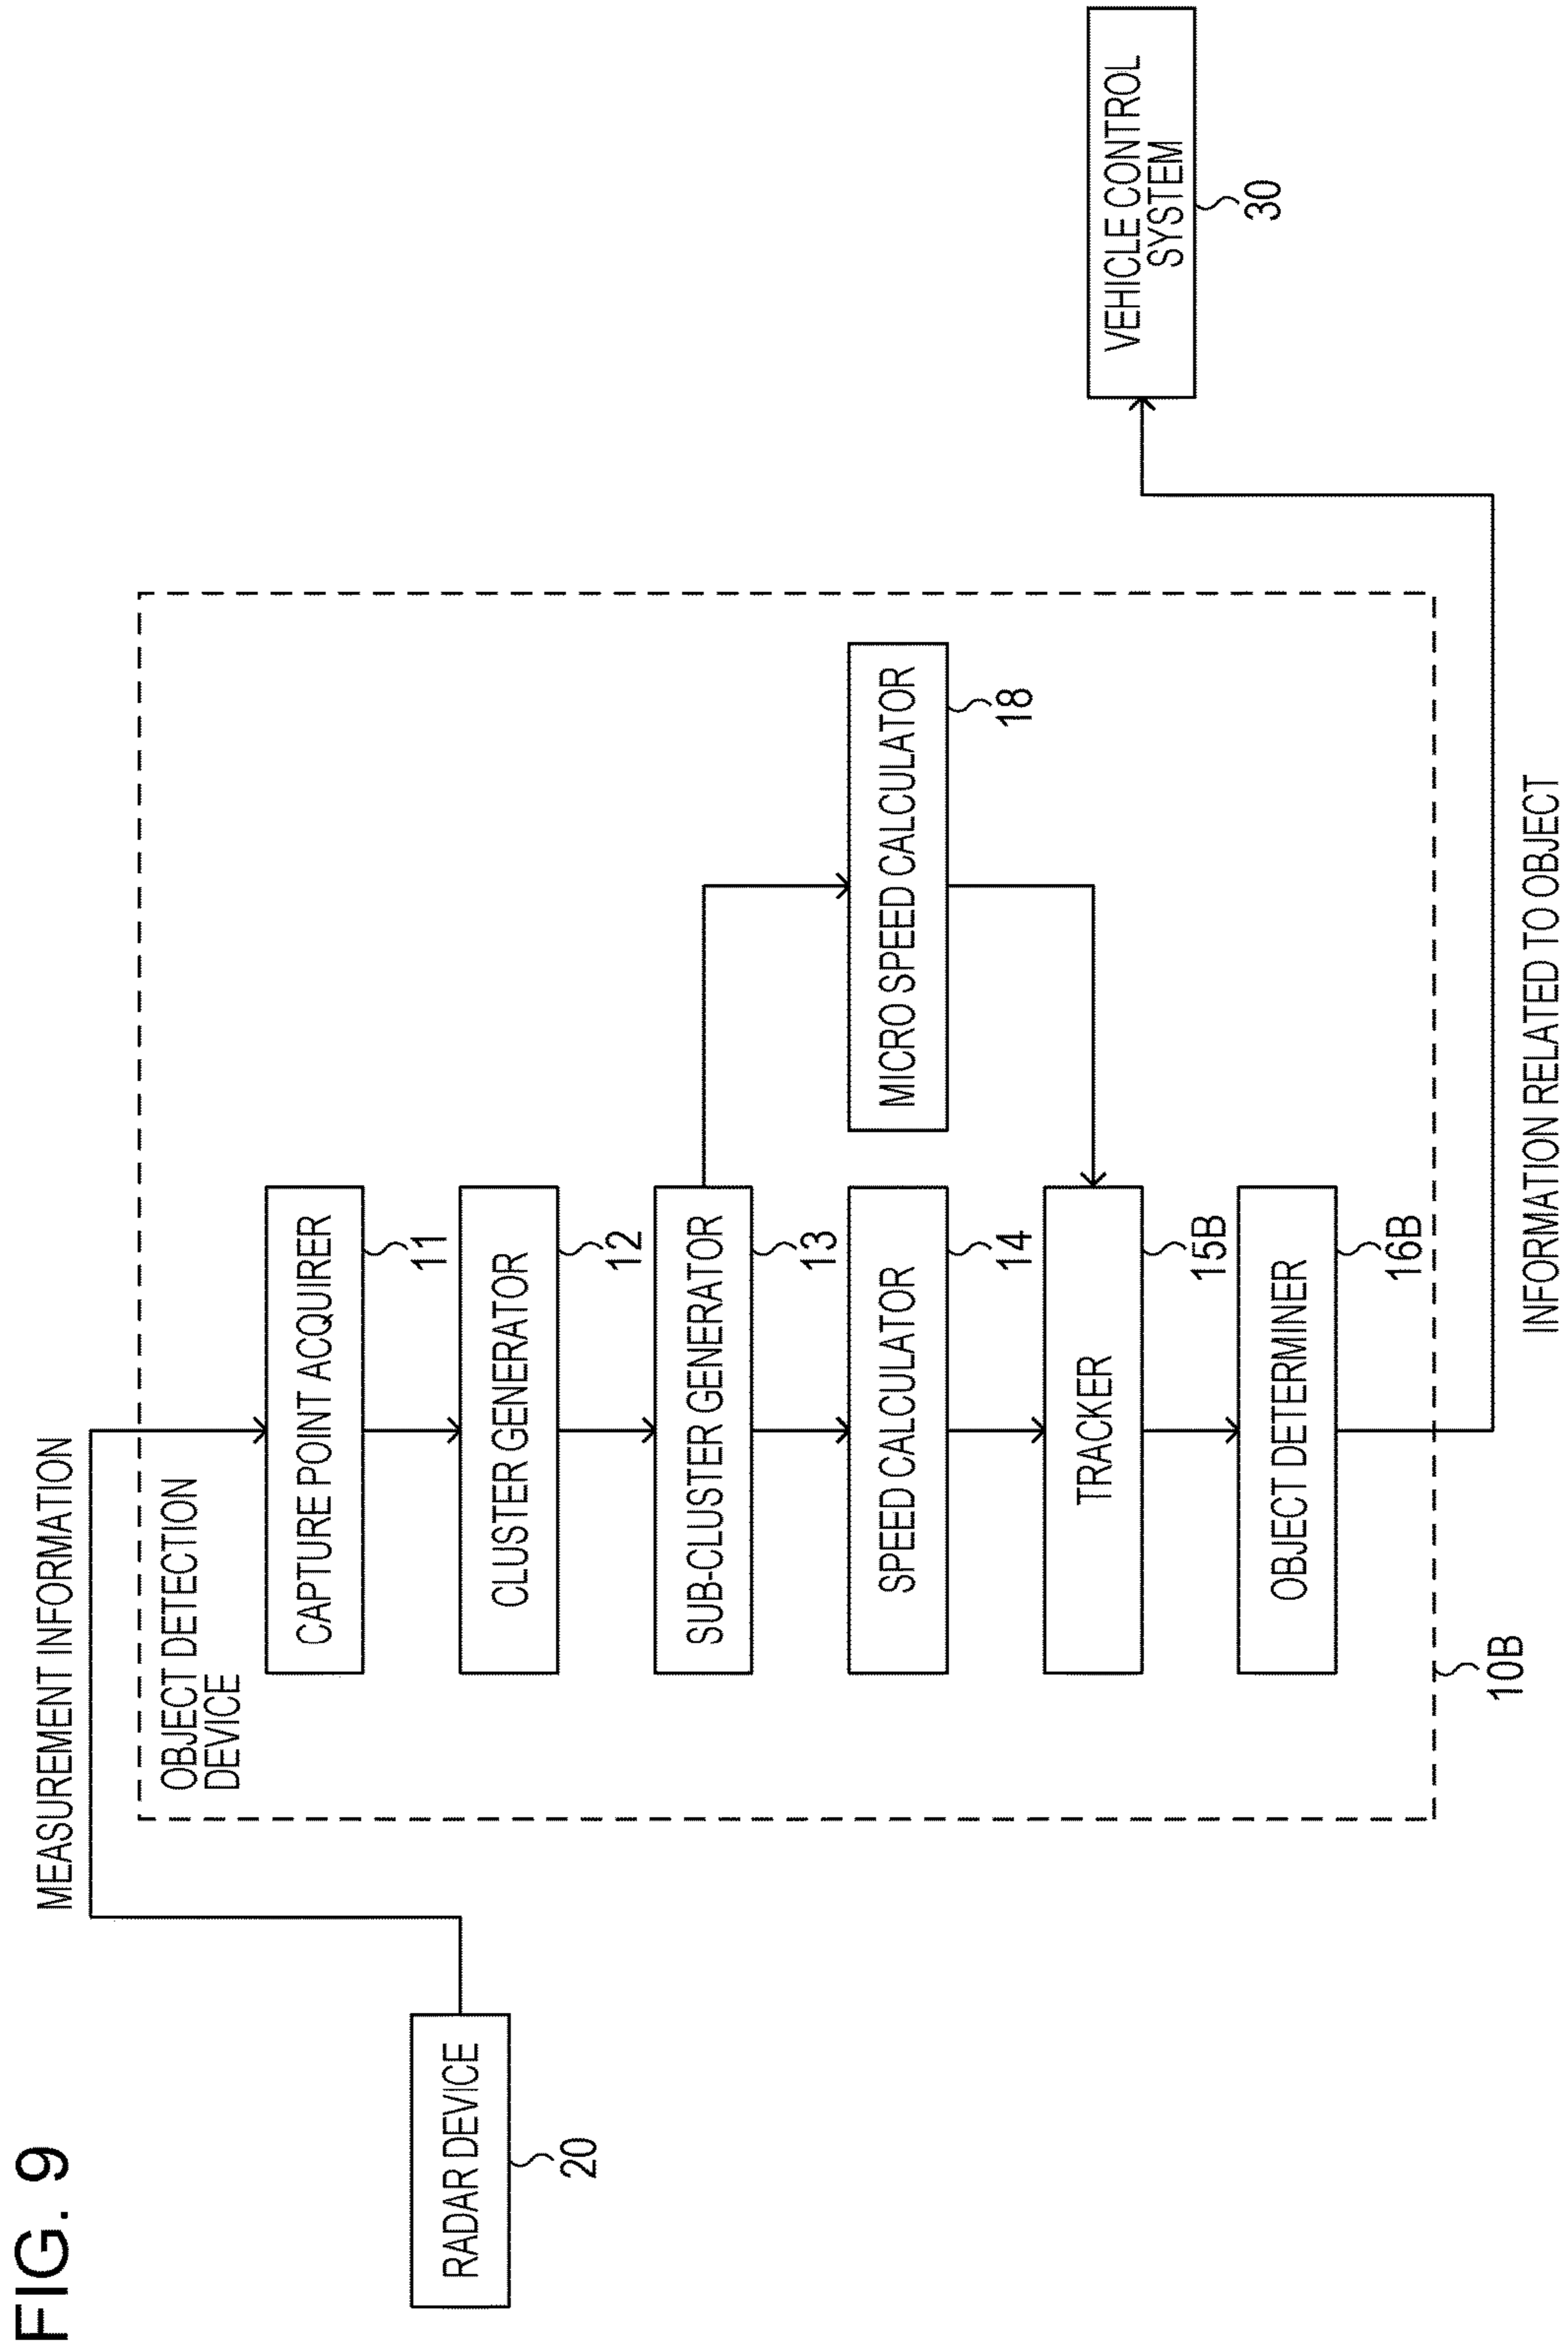 FIG. 9
MEASUREMENT INFORMATION
OBJECT DETECTION
DEVICE
RADAR DEVICE
20
CAPTURE POINT ACQUIRER
11
CLUSTER GENERATOR
12
SUB-CLUSTER GENERATOR
13
SPEED CALCULATOR
14
MICRO SPEED CALCULATOR
18
TRACKER
15B
OBJECT DETERMINER
16B
10B
INFORMATION RELATED TO OBJECT
VEHICLE CONTROL
SYSTEM
30